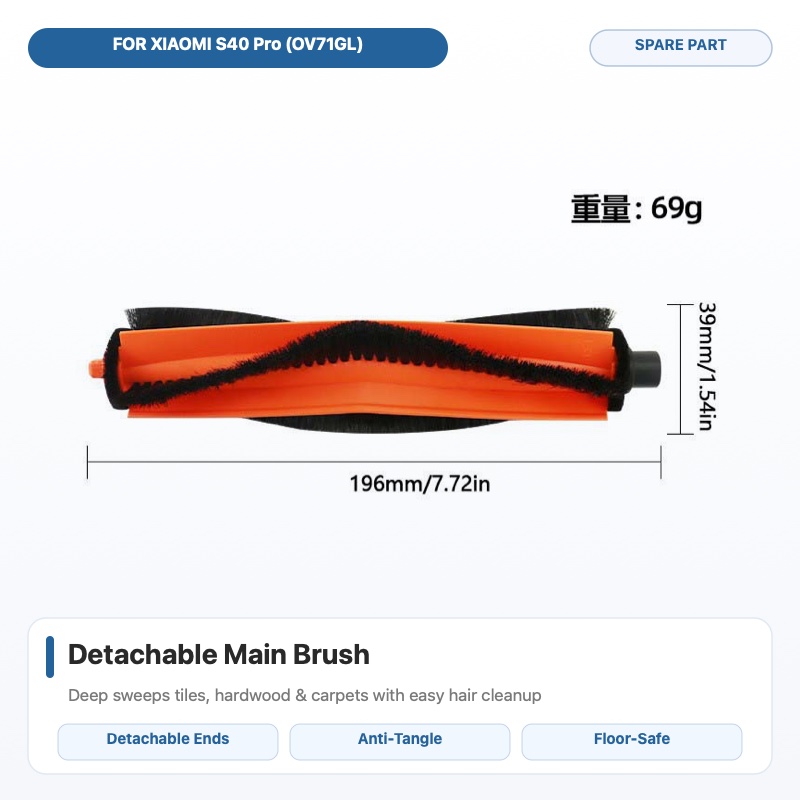 FOR XIAOMI S40 Pro (OV71GL)
SPARE PART
重量: 69g
39mm/1.54in
196mm/7.72in
Detachable Main Brush
Deep sweeps tiles, hardwood & carpets with easy hair cleanup
Detachable Ends
Anti-Tangle
Floor-Safe